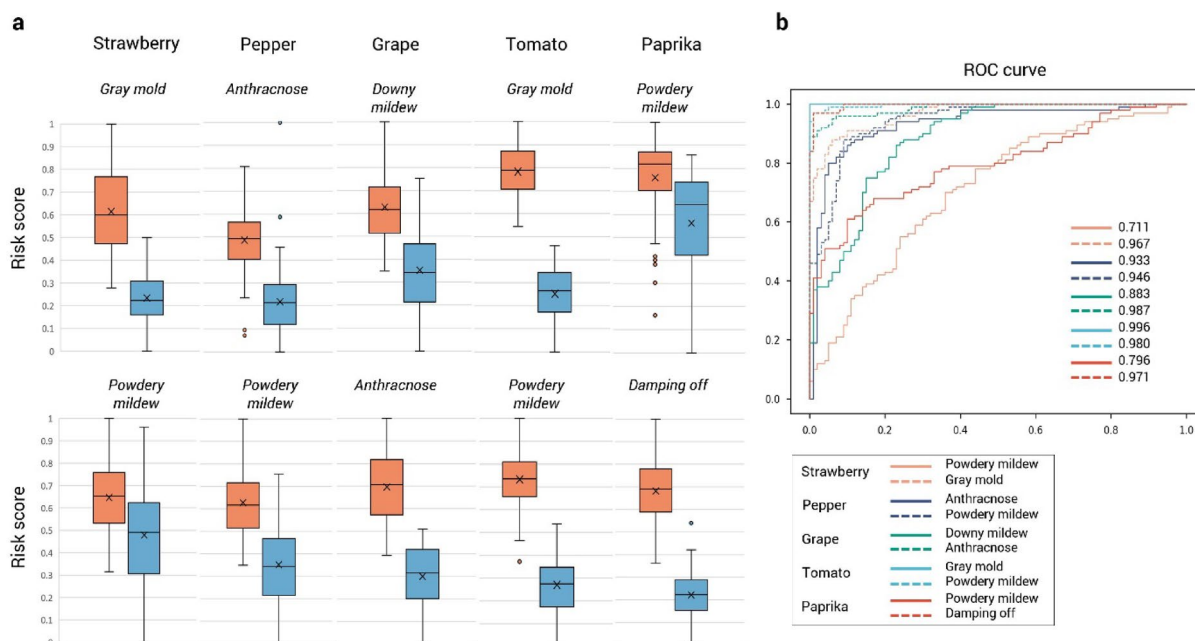 a
Strawberry Pepper Grape Tomato Paprika
Gray mold Anthracnose Downy mildew Gray mold Powdery mildew
Risk score
1
0.9
0.8
0.7
0.6
0.5
0.4
0.3
0.2
0.1
0
Powdery mildew Powdery mildew Anthracnose Powdery mildew Damping off
Risk score
1
0.9
0.8
0.7
0.6
0.5
0.4
0.3
0.2
0.1
b
ROC curve
1.0
0.8
0.6
0.4
0.2
0.0
0.711
0.967
0.933
0.946
0.883
0.987
0.996
0.980
0.796
0.971
0.0 0.2 0.4 0.6 0.8 1.0
Strawberry
Powdery mildew
Gray mold
Pepper
Anthracnose
Powdery mildew
Grape
Downy mildew
Anthracnose
Tomato
Gray mold
Powdery mildew
Paprika
Powdery mildew
Damping off